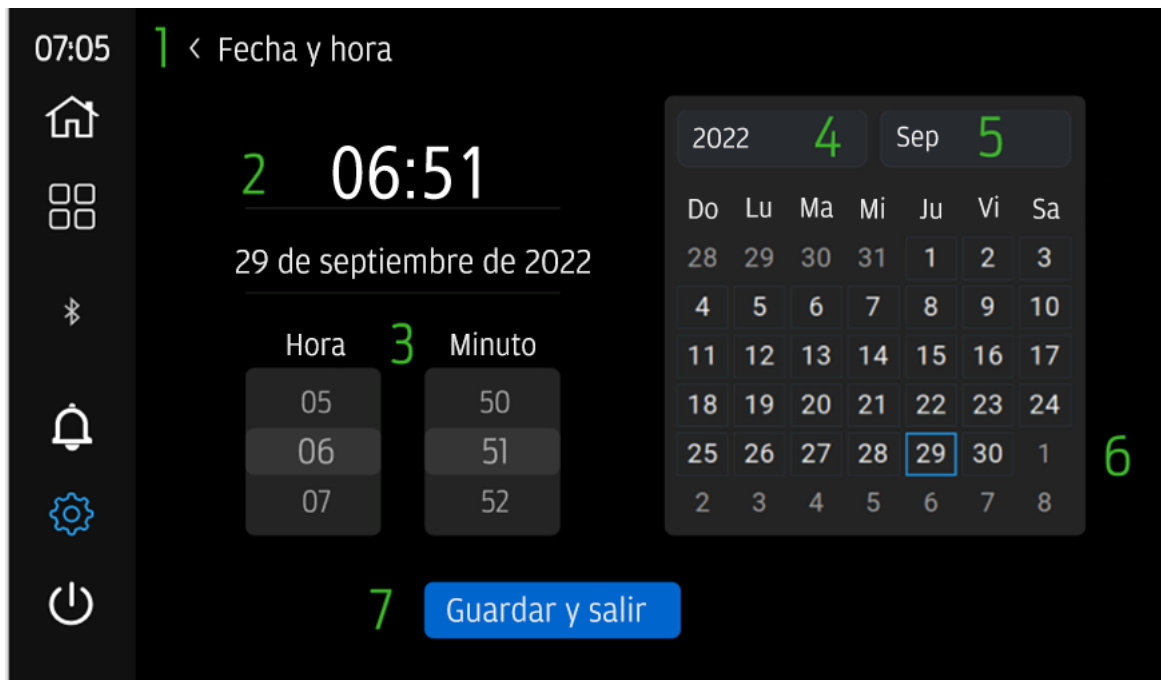 07:05
1 < Fecha y hora
2 06:51
29 de septiembre de 2022
Hora 3 Minuto
05 50
06 51
07 52
2022 4 Sep 5
Do Lu Ma Mi Ju Vi Sa
28 29 30 31 1 2 3
4 5 6 7 8 9 10
11 12 13 14 15 16 17
18 19 20 21 22 23 24
25 26 27 28 29 30 1 6
2 3 4 5 6 7 8
7 Guardar y salir